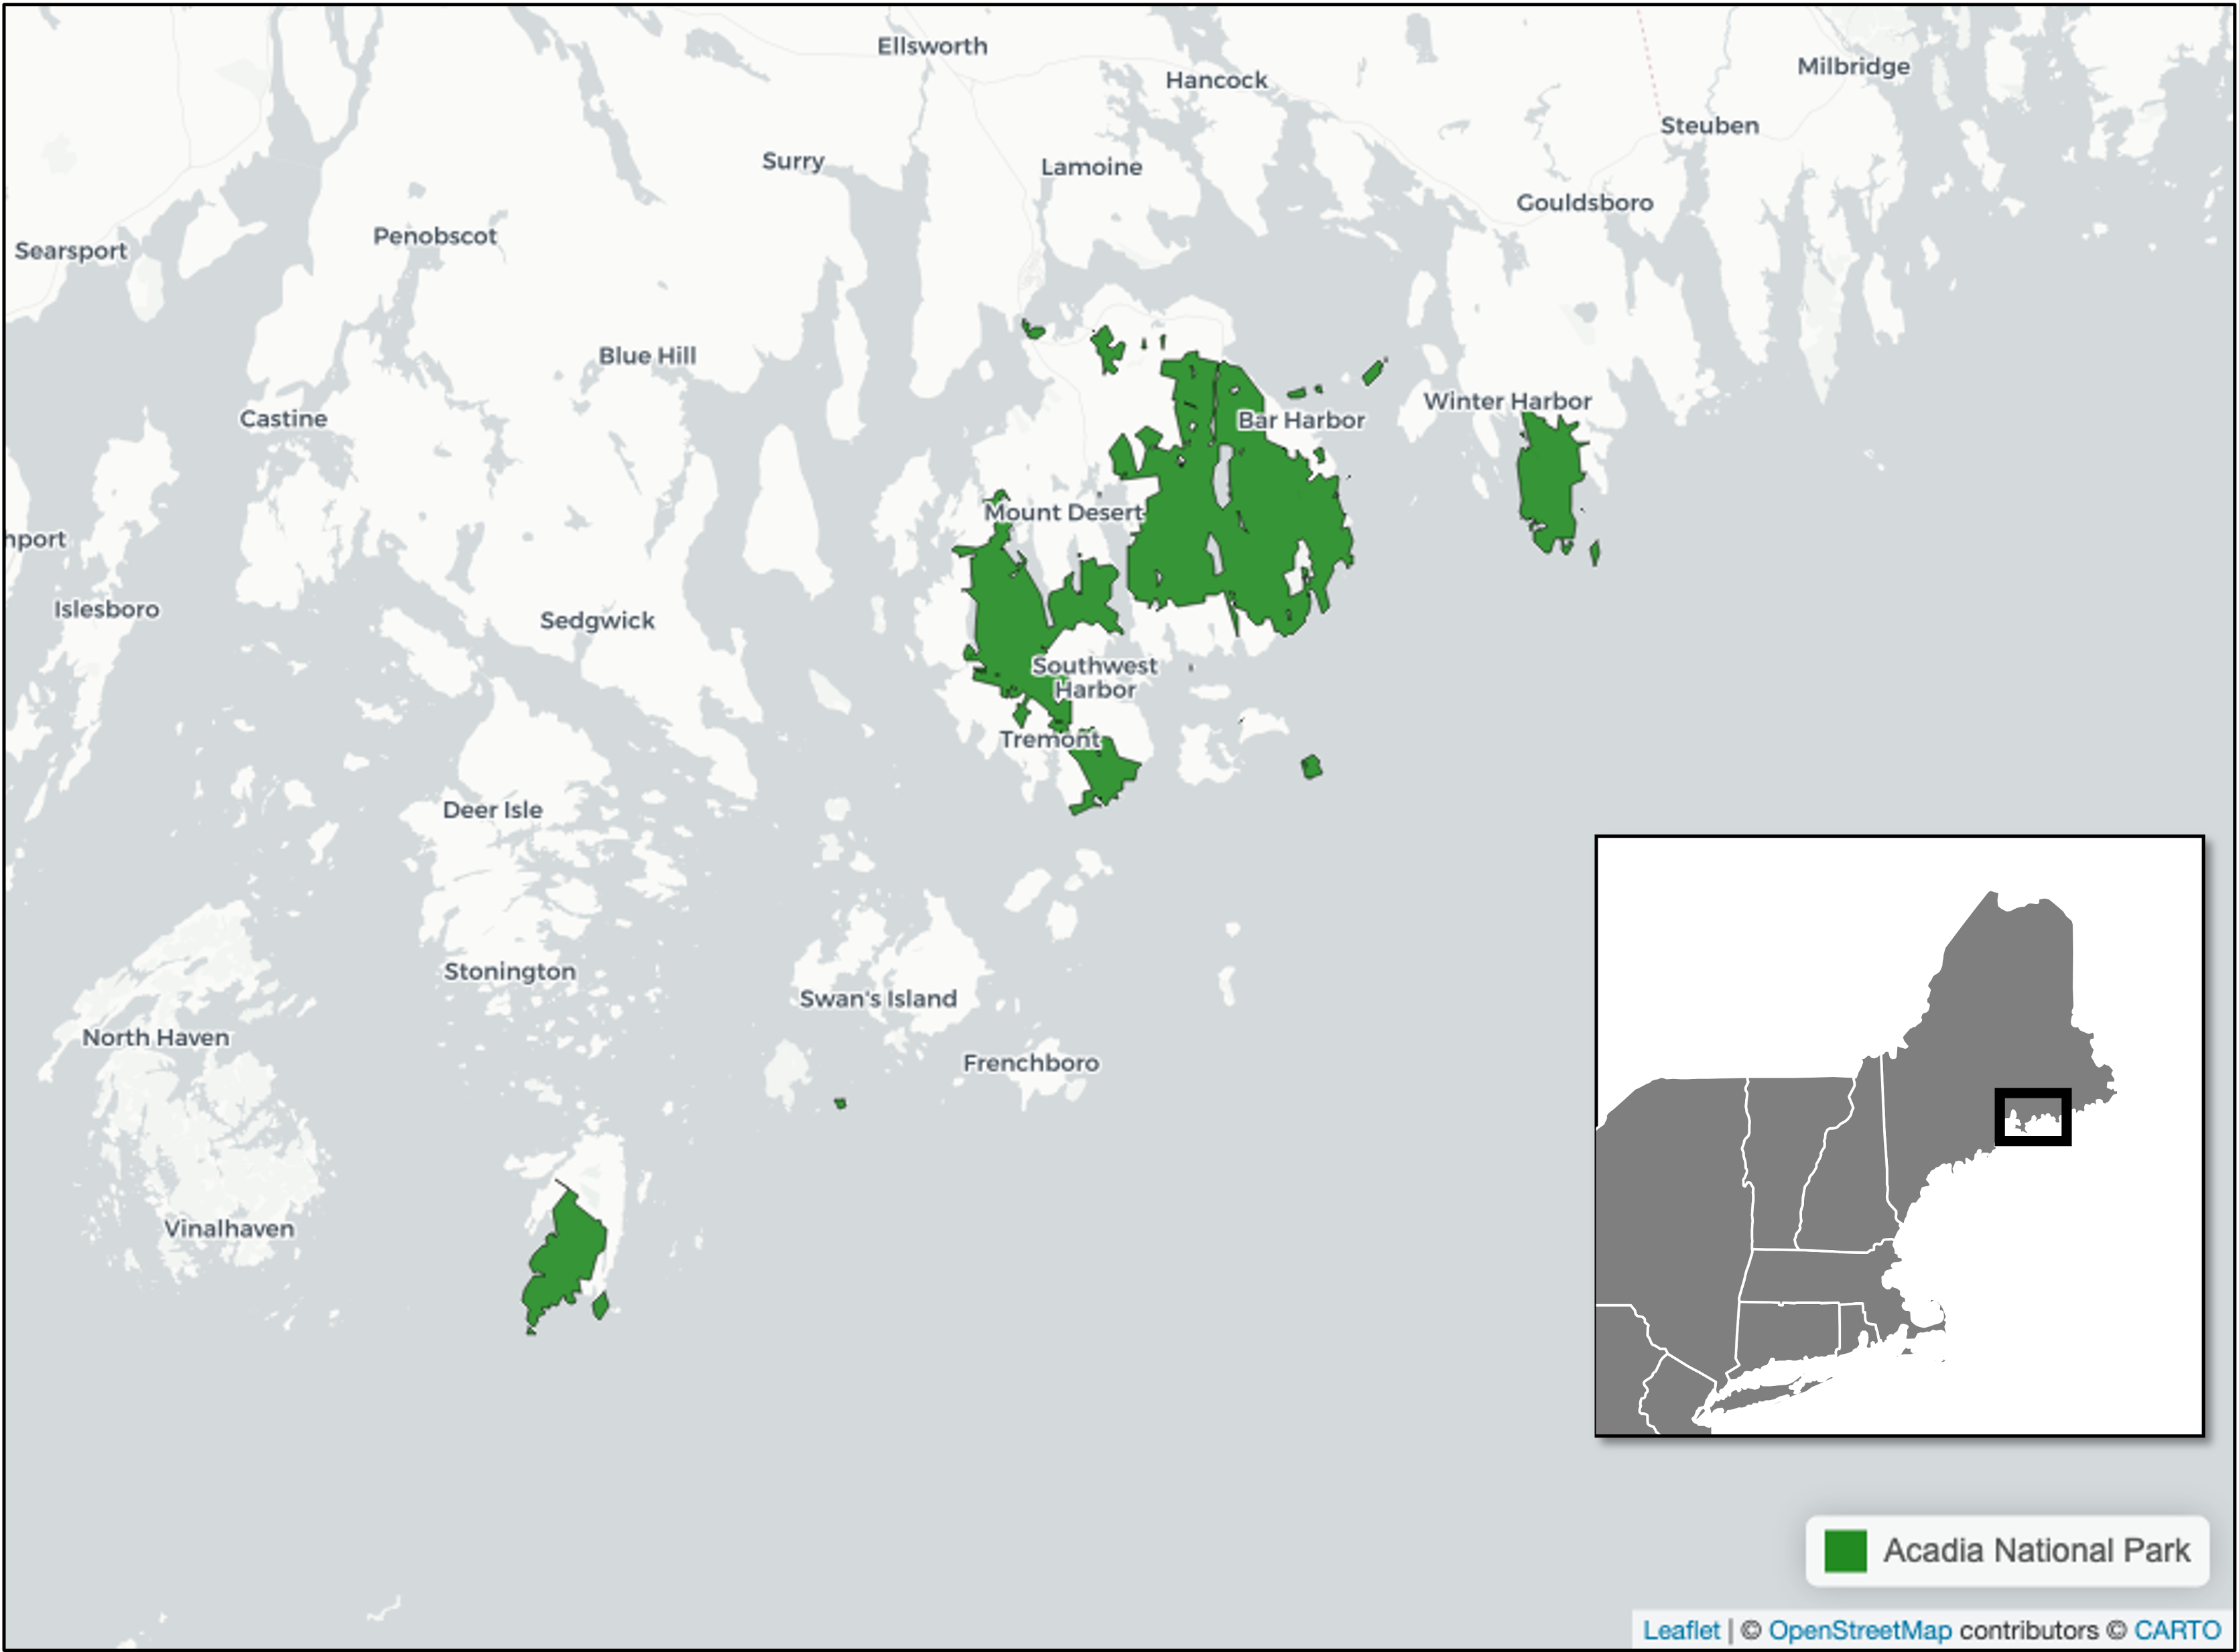 Ellsworth
Milbridge
Hancock
Steuben
Surry
Lamoine
Gouldsboro
Penobscot
Searsport
Blue Hill
Winter Harbor
Castine
Bar Harbor
Mount Desert
hport
Islesboro
Sedgwick
Southwest
Harbor
Tremont
Deer Isle
Stonington
Swan's Island
North Haven
Frenchboro
Vinalhaven
Acadia National Park
Leaflet | © OpenStreetMap contributors © CARTO